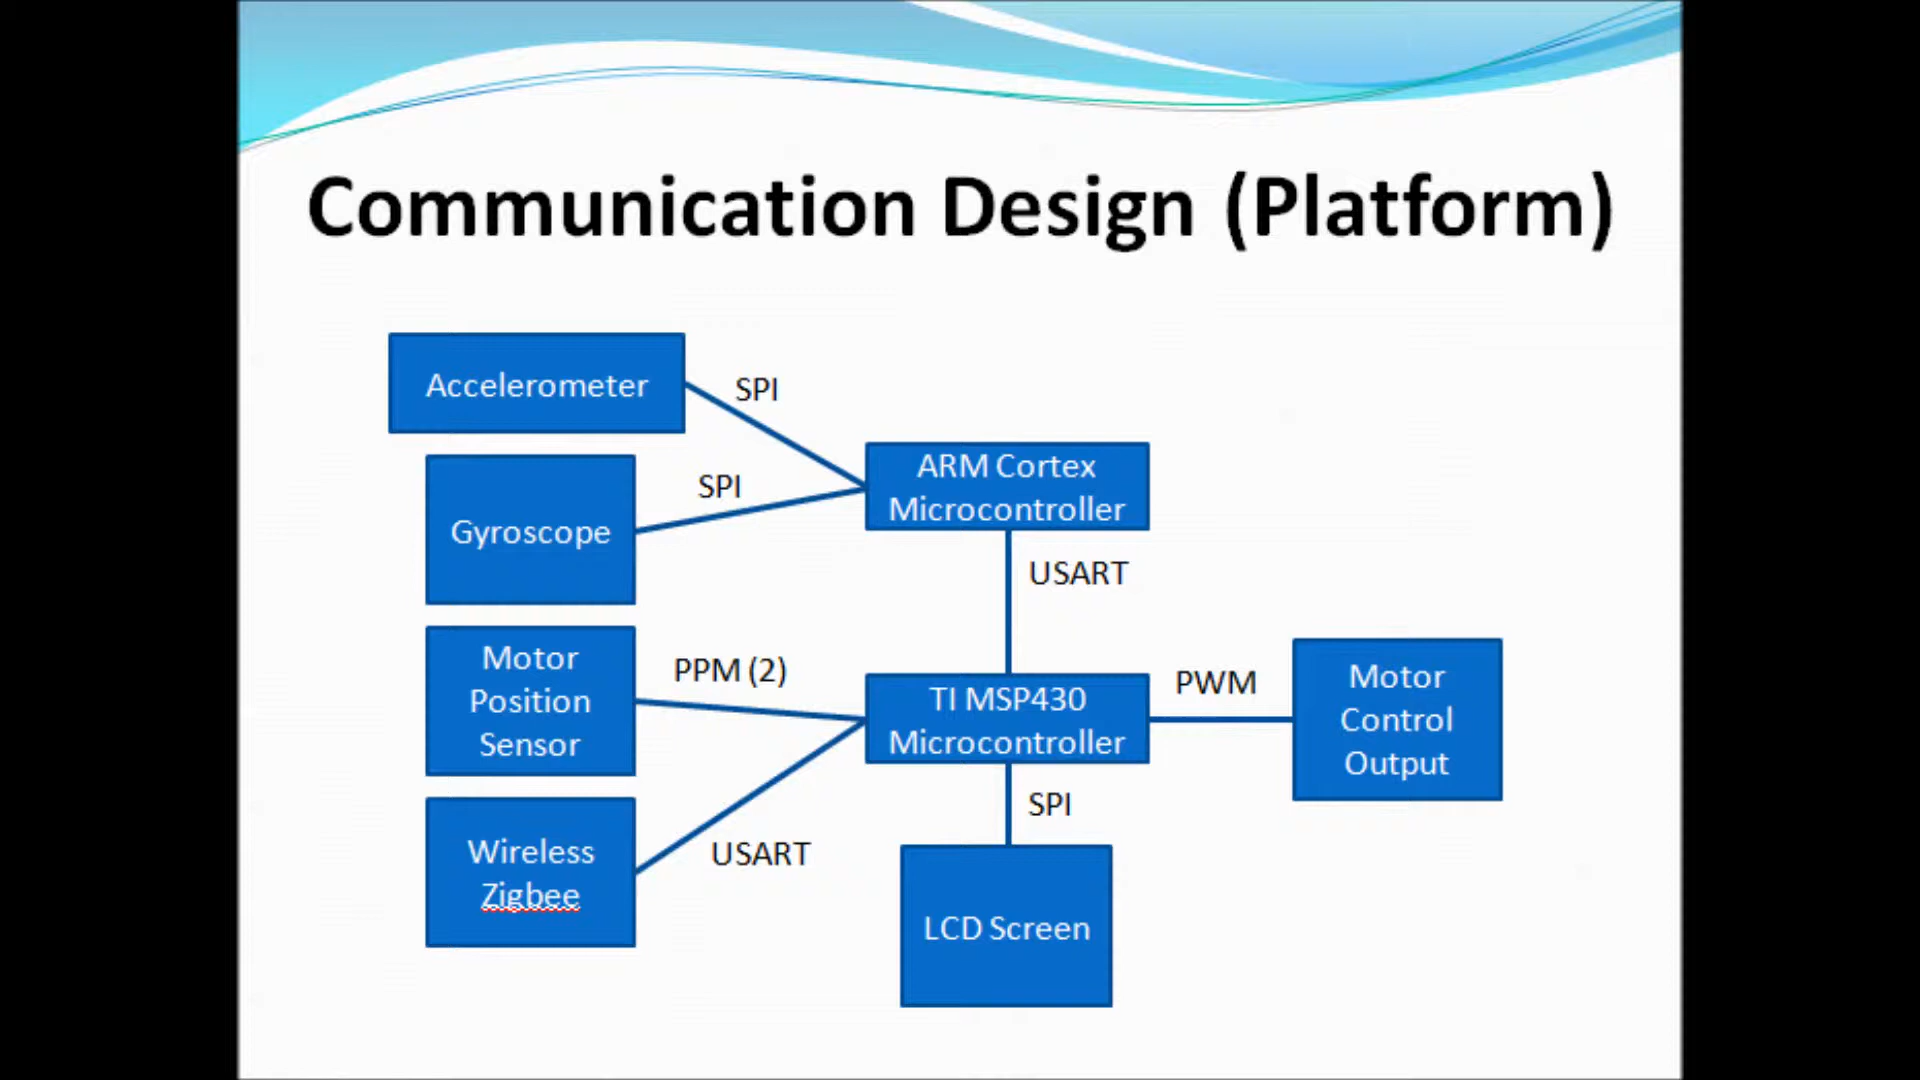 Communication Design (Platform)
Accelerometer
SPI
Gyroscope
SPI
ARM Cortex
Microcontroller
USART
Motor
Position
Sensor
PPM (2)
TI MSP430
Microcontroller
PWM
Motor
Control
Output
Wireless
Zigbee
USART
SPI
LCD Screen